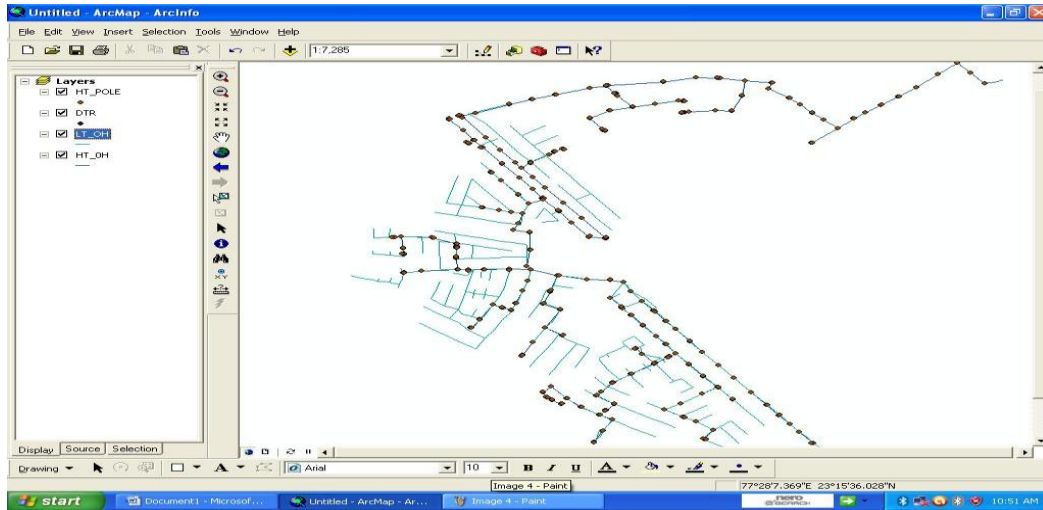 Untitled - ArcMap - ArcInfo
File Edit View Insert Selection Tools Window Help
1:7,285
Layers
HT_POLE
DTR
LT_OH
HT_OH
Display Source Selection
Drawing Arial 10 B I U A
Image 4 - Paint
77°28'7.369"E 23°15'36.028"N
start Document1 - Microsof... Untitled - ArcMap - Ar... Image 4 - Paint nero 10:51 AM